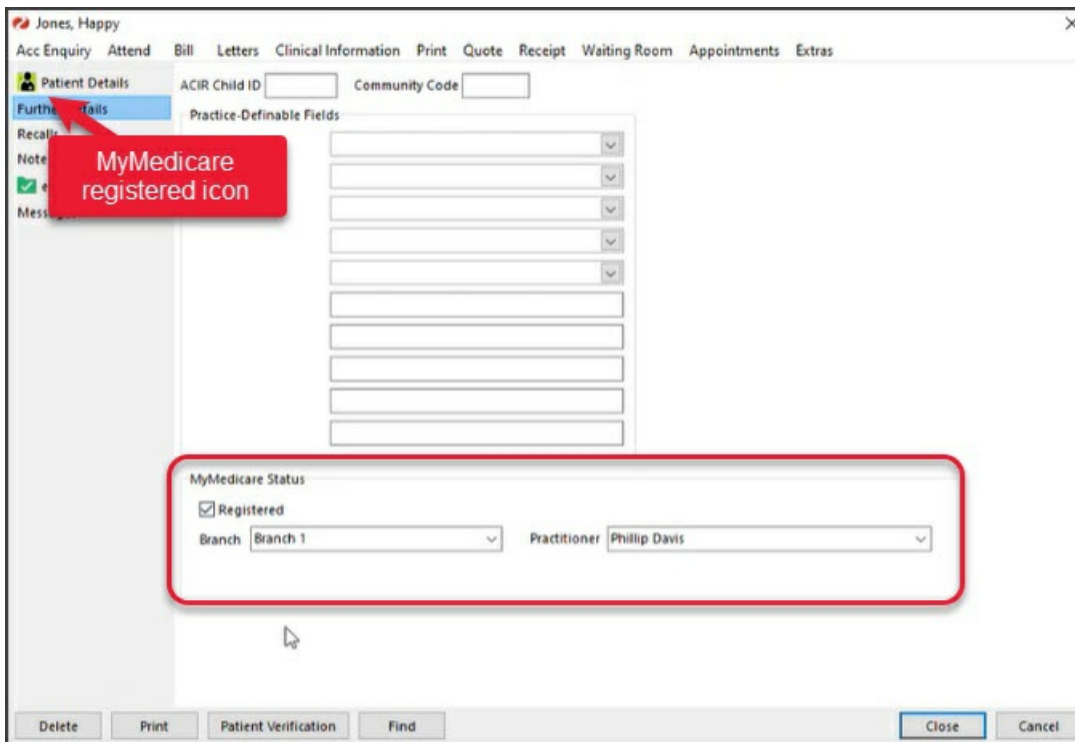 Jones, Happy
Acc Enquiry Attend Bill Letters Clinical Information Print Quote Receipt Waiting Room Appointments Extras
Patient Details
ACIR Child ID
Community Code
Further
Practice-Definable Fields
MyMedicare
registered icon
MyMedicare Status
Registered
Branch Branch 1
Practitioner Phillip Davis
Delete Print Patient Verification Find Close Cancel